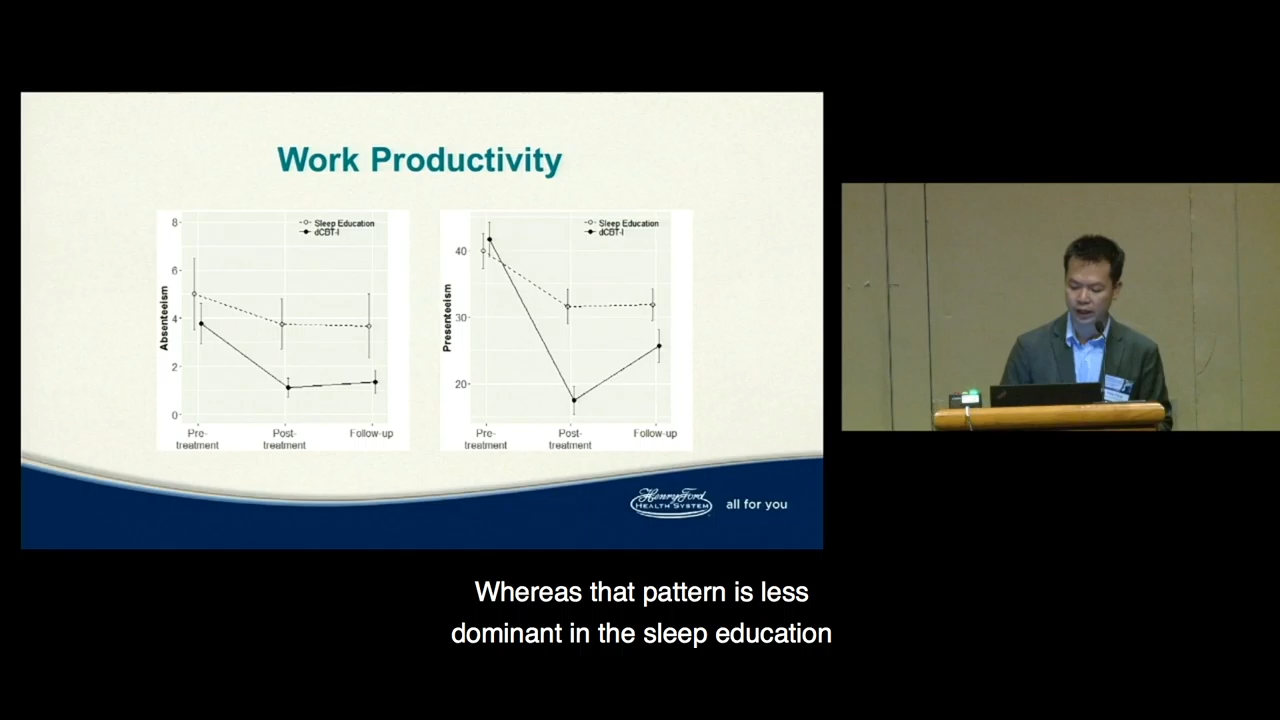 Work Productivity
Sleep Education
dCBT-I
8
6
4
2
0
Absenteeism
Pre-
treatment
Post-
treatment
Follow-up
Sleep Education
dCBT-I
40
30
20
Presenteeism
Pre-
treatment
Post-
treatment
Follow-up
Henry Ford
HEALTH SYSTEM
all for you
Whereas that pattern is less
dominant in the sleep education